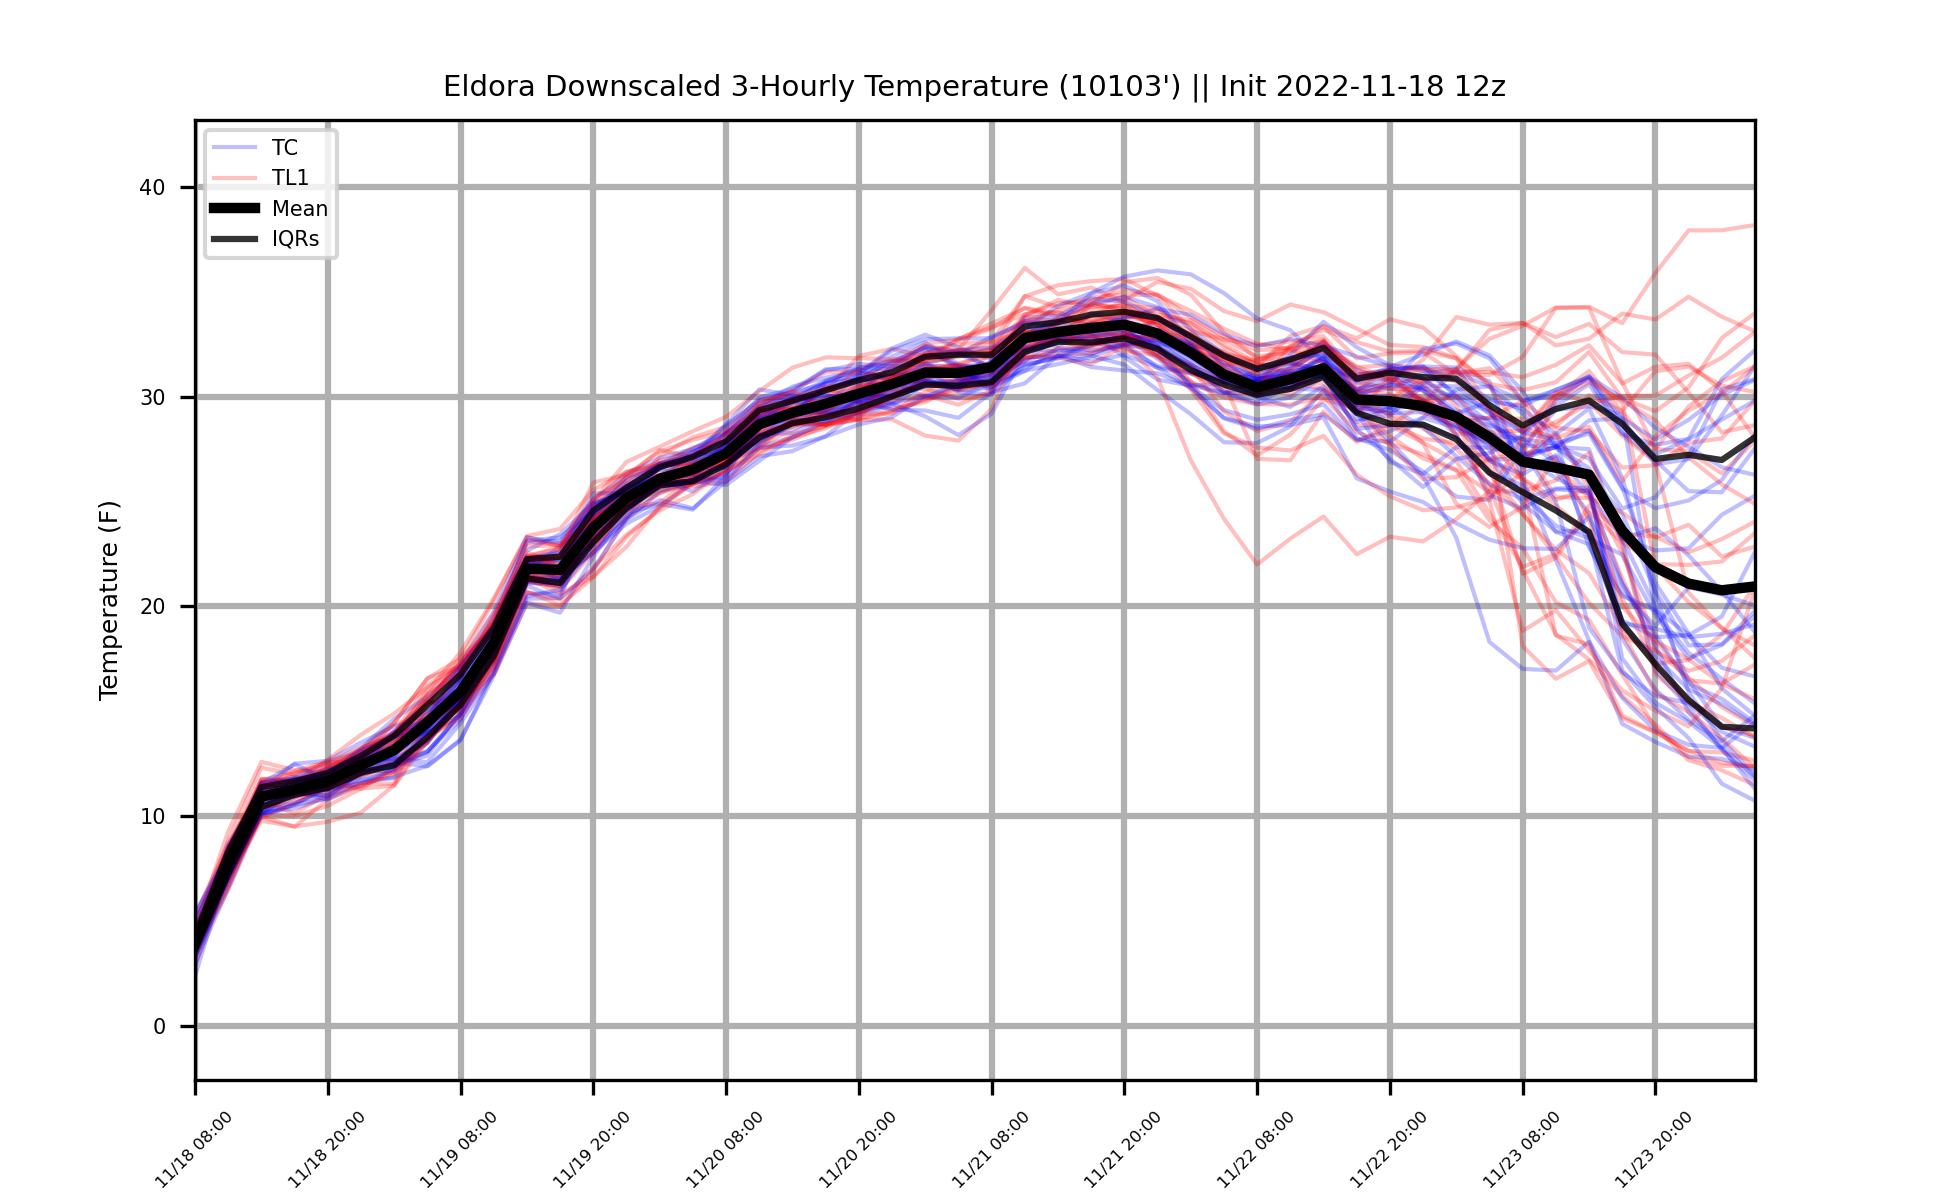 Eldora Downscaled 3-Hourly Temperature (10103') || Init 2022-11-18 12z
TC
TL1
Mean
IQRs
Temperature (F)
40
30
20
10
0
11/18 08:00
11/18 20:00
11/19 08:00
11/19 20:00
11/20 08:00
11/20 20:00
11/21 08:00
11/21 20:00
11/22 08:00
11/22 20:00
11/23 08:00
11/23 20:00